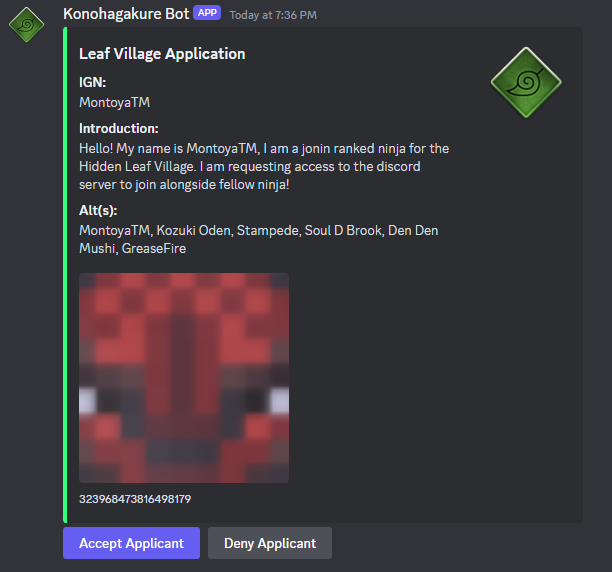 Konohagakure Bot APP Today at 7:36 PM
Leaf Village Application
IGN:
MontoyaTM
Introduction:
Hello! My name is MontoyaTM, I am a jonin ranked ninja for the
Hidden Leaf Village. I am requesting access to the discord
server to join alongside fellow ninja!
Alt(s):
MontoyaTM, Kozuki Oden, Stampede, Soul D Brook, Den Den
Mushi, GreaseFire
323968473816498179
Accept Applicant
Deny Applicant